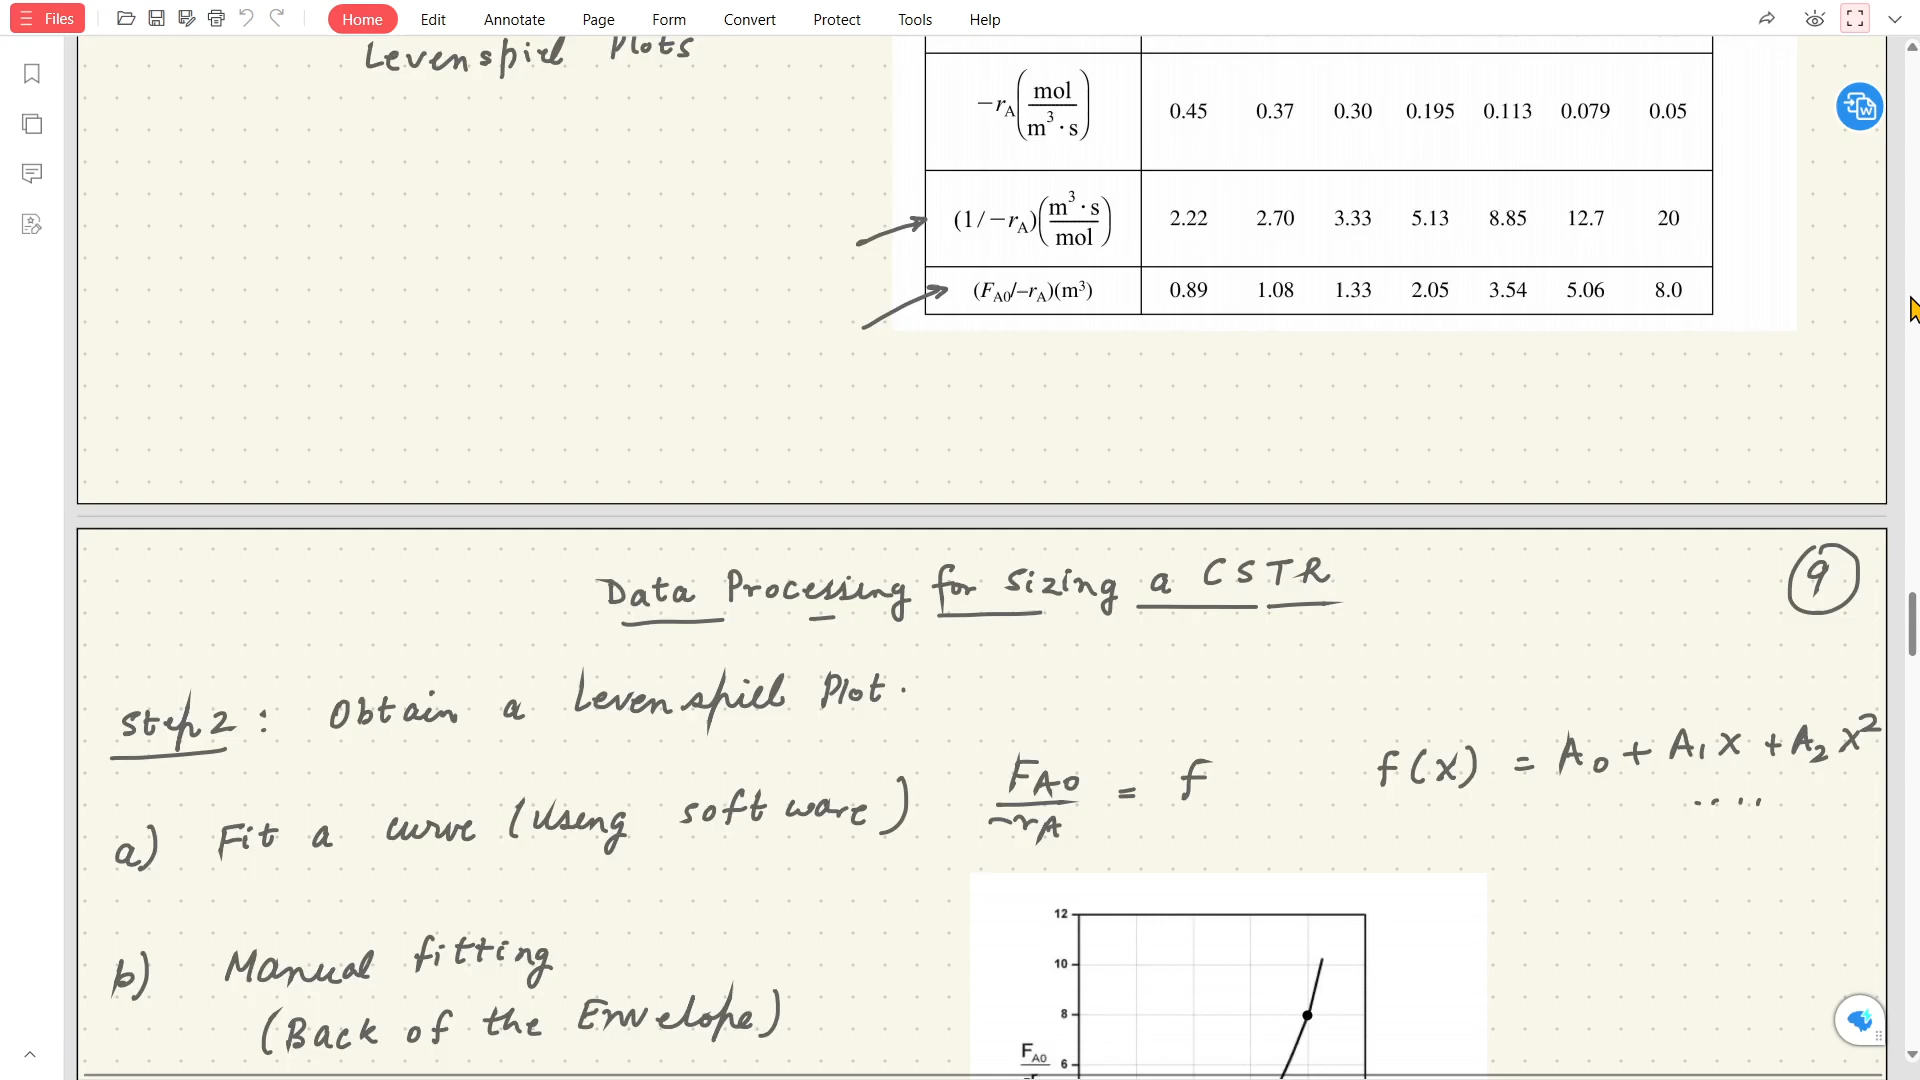 Files Home Edit Annotate Page Form Convert Protect Tools Help
Levenspiel Plots
−rA (mol / m³ · s) 0.45 0.37 0.30 0.195 0.113 0.079 0.05
(1/−rA) (m³ · s / mol) 2.22 2.70 3.33 5.13 8.85 12.7 20
(FA0/−rA)(m³) 0.89 1.08 1.33 2.05 3.54 5.06 8.0
Data Processing for Sizing a CSTR
9
Step 2 : Obtain a Levenspiel Plot.
a) Fit a curve (Using software) FA0 / −rA = f
f(x) = A0 + A1 x + A2 x²
.....
b) Manual fitting
(Back of the Envelope)
12
10
8
6
FA0